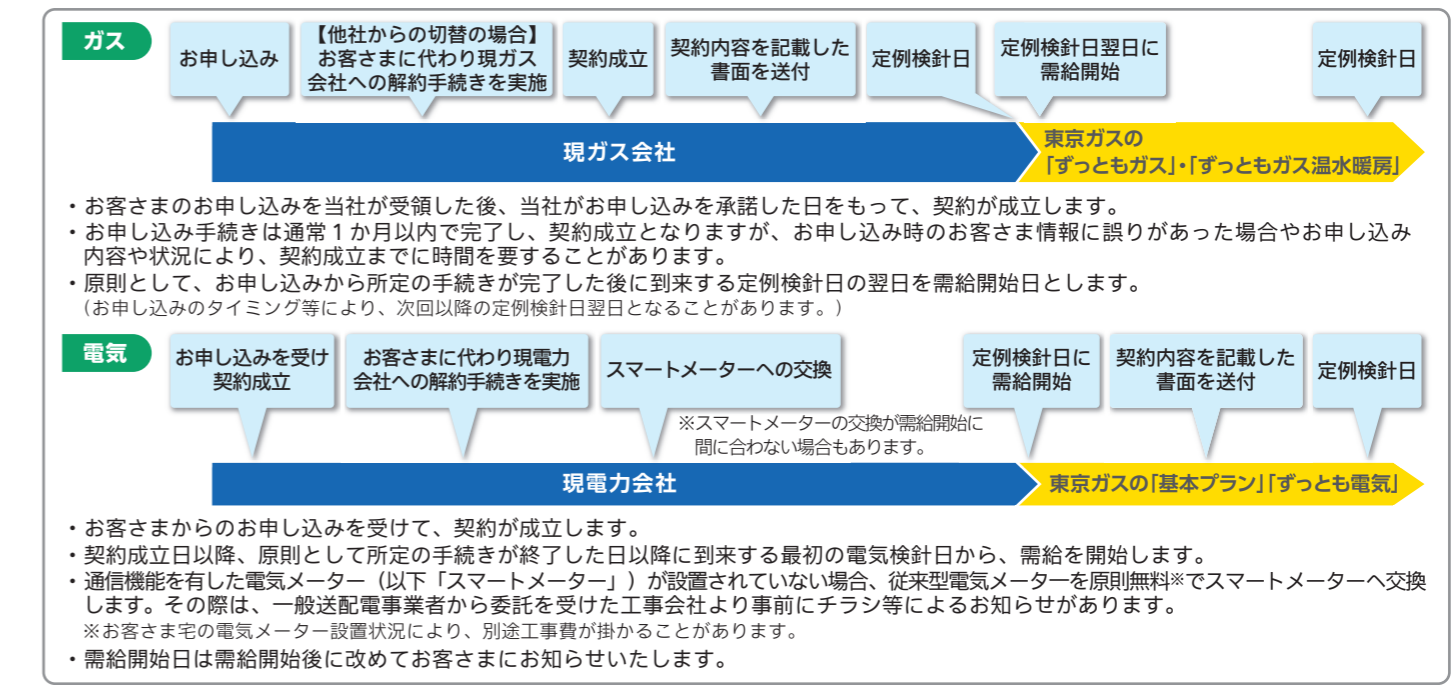 ガス
お申し込み
【他社からの切替の場合】
お客さまに代わり現ガス
会社への解約手続きを実施
契約成立
契約内容を記載した
書面を送付
定例検針日
定例検針日翌日に
需給開始
定例検針日
現ガス会社
東京ガスの
「ずっともガス」・「ずっともガス温水暖房」
・お客さまのお申し込みを当社が受領した後、当社がお申し込みを承諾した日をもって、契約が成立します。
・お申し込み手続きは通常1か月以内で完了し、契約成立となりますが、お申し込み時のお客さま情報に誤りがあった場合やお申し込み
内容や状況により、契約成立までに時間を要することがあります。
・原則として、お申し込みから所定の手続きが完了した後に到来する定例検針日の翌日を需給開始日とします。
(お申し込みのタイミング等により、次回以降の定例検針日翌日となることがあります。)
電気
お申し込みを受け
契約成立
お客さまに代わり現電力
会社への解約手続きを実施
スマートメーターへの交換
※スマートメーターの交換が需給開始に
間に合わない場合もあります。
定例検針日に
需給開始
契約内容を記載した
書面を送付
定例検針日
現電力会社
東京ガスの「基本プラン」「ずっとも電気」
・お客さまからのお申し込みを受けて、契約が成立します。
・契約成立日以降、原則として所定の手続きが終了した日以降に到来する最初の電気検針日から、需給を開始します。
・通信機能を有した電気メーター（以下「スマートメーター」）が設置されていない場合、従来型電気メーターを原則無料※でスマートメーターへ交換
します。その際は、一般送配電事業者から委託を受けた工事会社より事前にチラシ等によるお知らせがあります。
※お客さま宅の電気メーター設置状況により、別途工事費が掛かることがあります。
・需給開始日は需給開始後に改めてお客さまにお知らせいたします。